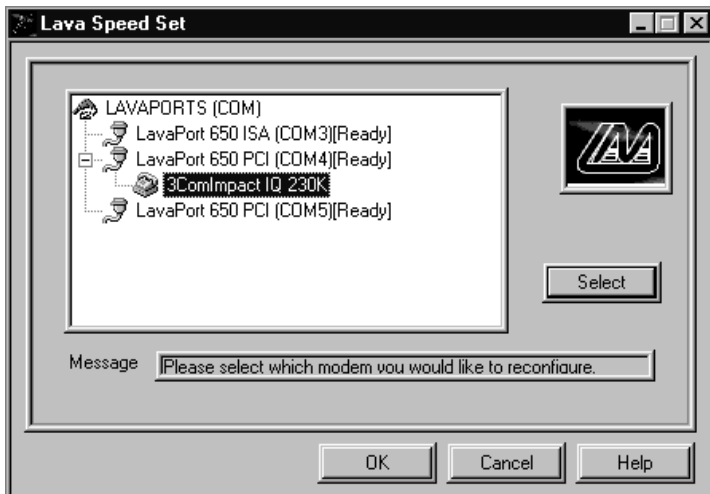 Lava Speed Set
LAVAPORTS (COM)
LavaPort 650 ISA (COM3)[Ready]
LavaPort 650 PCI (COM4)[Ready]
3ComImpact IQ 230K
LavaPort 650 PCI (COM5)[Ready]
LAVA
Select
Message Please select which modem you would like to reconfigure.
OK Cancel Help